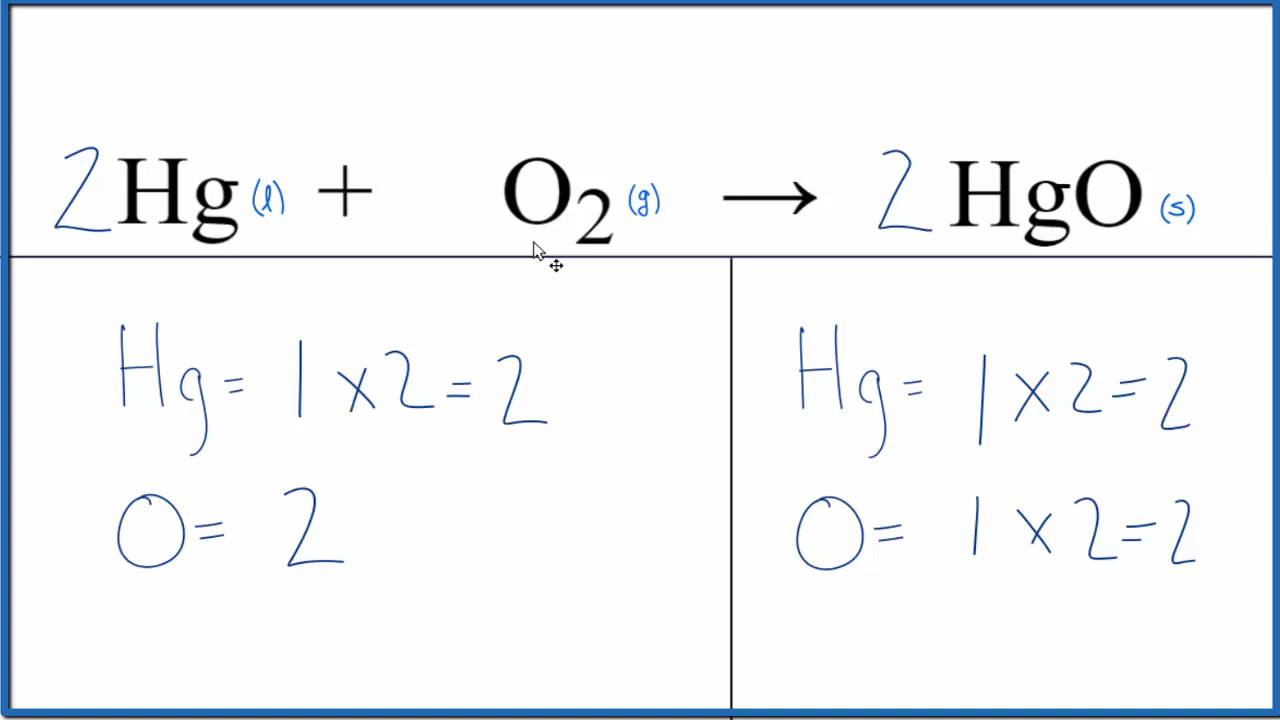 2Hg(l) + O₂(g) → 2HgO(s)
Hg = 1 x 2 = 2
O = 2
Hg = 1 x 2 = 2
O = 1 x 2 = 2